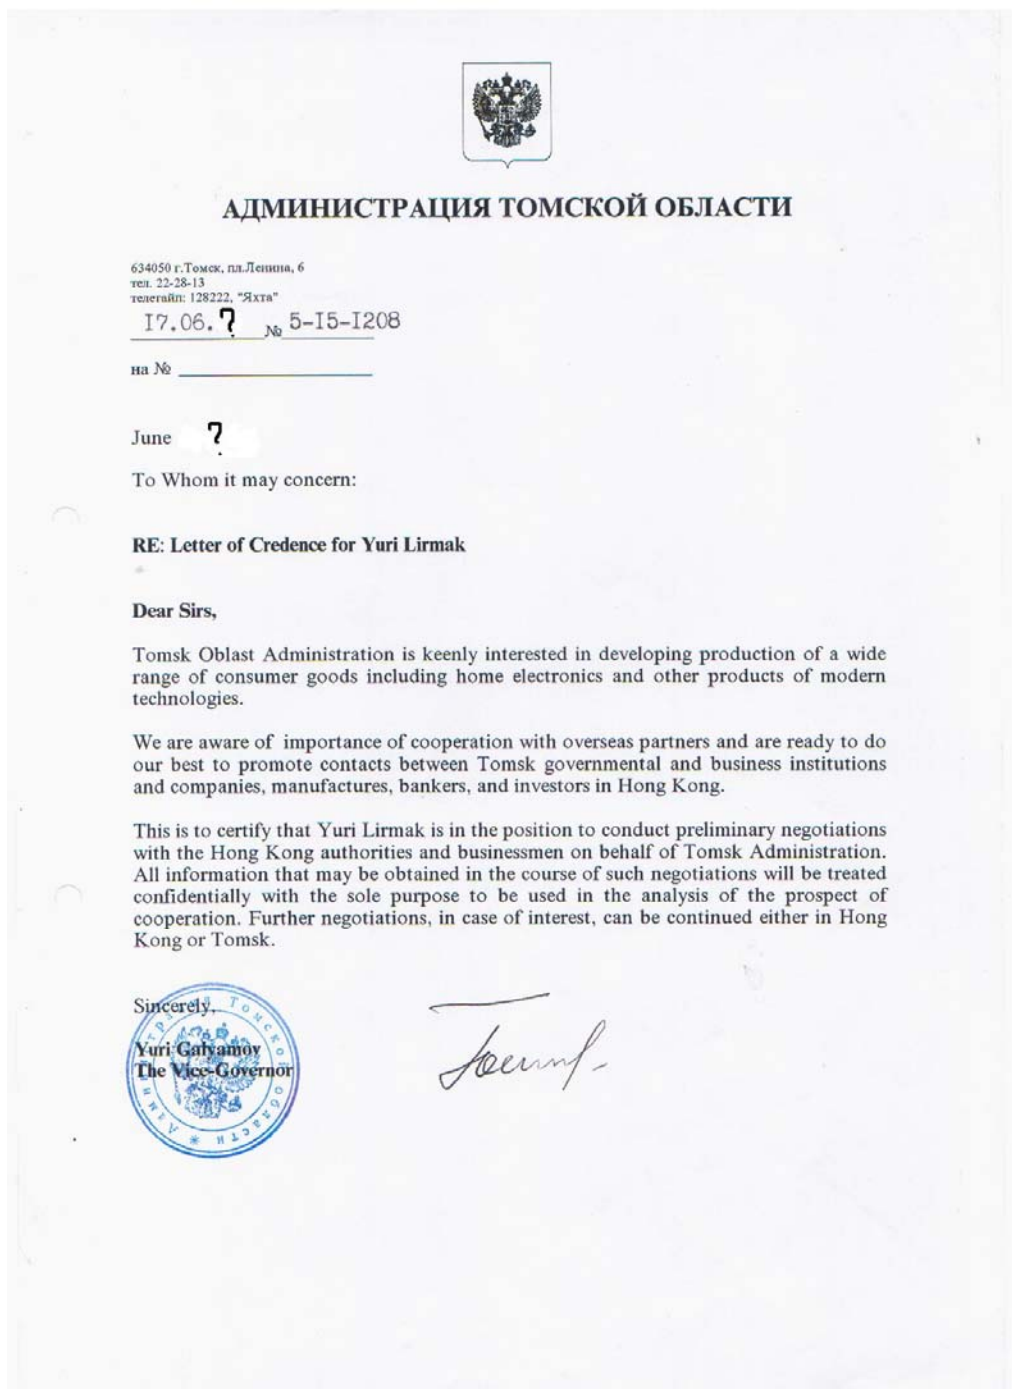 АДМИНИСТРАЦИЯ ТОМСКОЙ ОБЛАСТИ
634050 г.Томск, пл.Ленина, 6
тел. 22-28-13
телетайп: 128222, "Яхта"
I7.06.? № 5-I5-I208
на №
June ?
To Whom it may concern:
RE: Letter of Credence for Yuri Lirmak
Dear Sirs,
Tomsk Oblast Administration is keenly interested in developing production of a wide
range of consumer goods including home electronics and other products of modern
technologies.
We are aware of importance of cooperation with overseas partners and are ready to do
our best to promote contacts between Tomsk governmental and business institutions
and companies, manufactures, bankers, and investors in Hong Kong.
This is to certify that Yuri Lirmak is in the position to conduct preliminary negotiations
with the Hong Kong authorities and businessmen on behalf of Tomsk Administration.
All information that may be obtained in the course of such negotiations will be treated
confidentially with the sole purpose to be used in the analysis of the prospect of
cooperation. Further negotiations, in case of interest, can be continued either in Hong
Kong or Tomsk.
Sincerely,
Yuri Galyamov
The Vice-Governor
Администрация Томской области